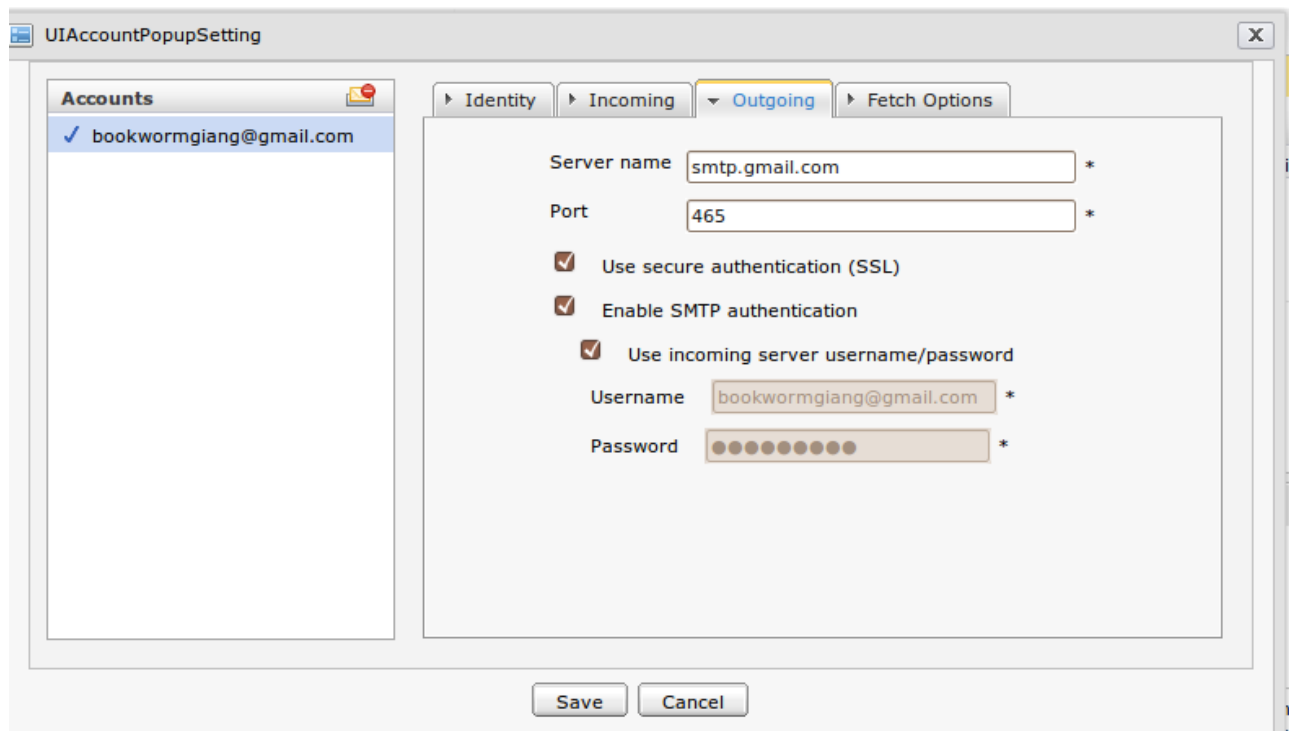 UIAccountPopupSetting
X
Accounts
bookwormgiang@gmail.com
Identity
Incoming
Outgoing
Fetch Options
Server name
smtp.gmail.com
*
Port
465
*
Use secure authentication (SSL)
Enable SMTP authentication
Use incoming server username/password
Username
bookwormgiang@gmail.com
*
Password
●●●●●●●●●
*
Save
Cancel